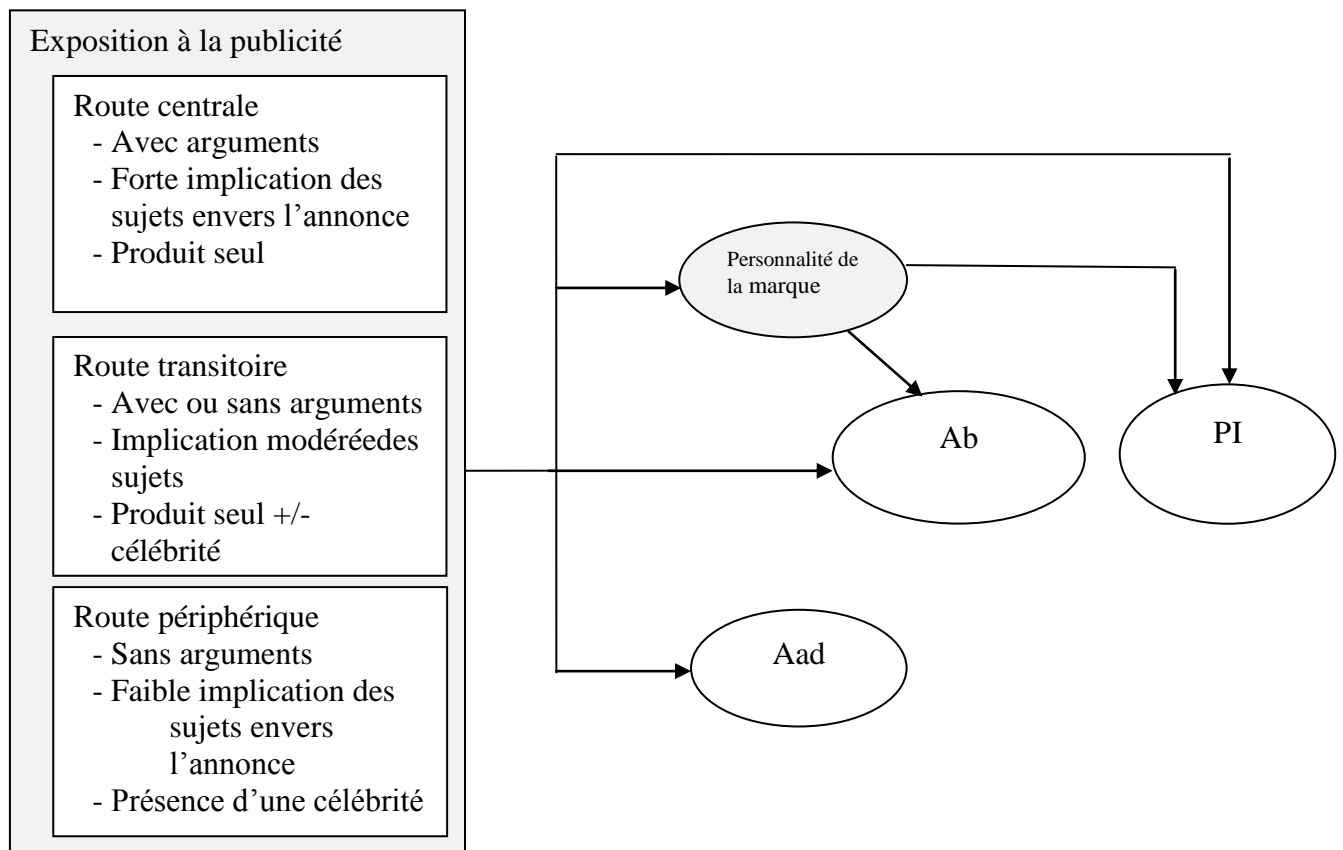 Exposition à la publicité
Route centrale
- Avec arguments
- Forte implication des
sujets envers l’annonce
- Produit seul
Route transitoire
- Avec ou sans arguments
- Implication modéréedes
sujets
- Produit seul +/-
célébrité
Route périphérique
- Sans arguments
- Faible implication des
sujets envers
l’annonce
- Présence d’une célébrité
Personnalité de
la marque
Ab
PI
Aad